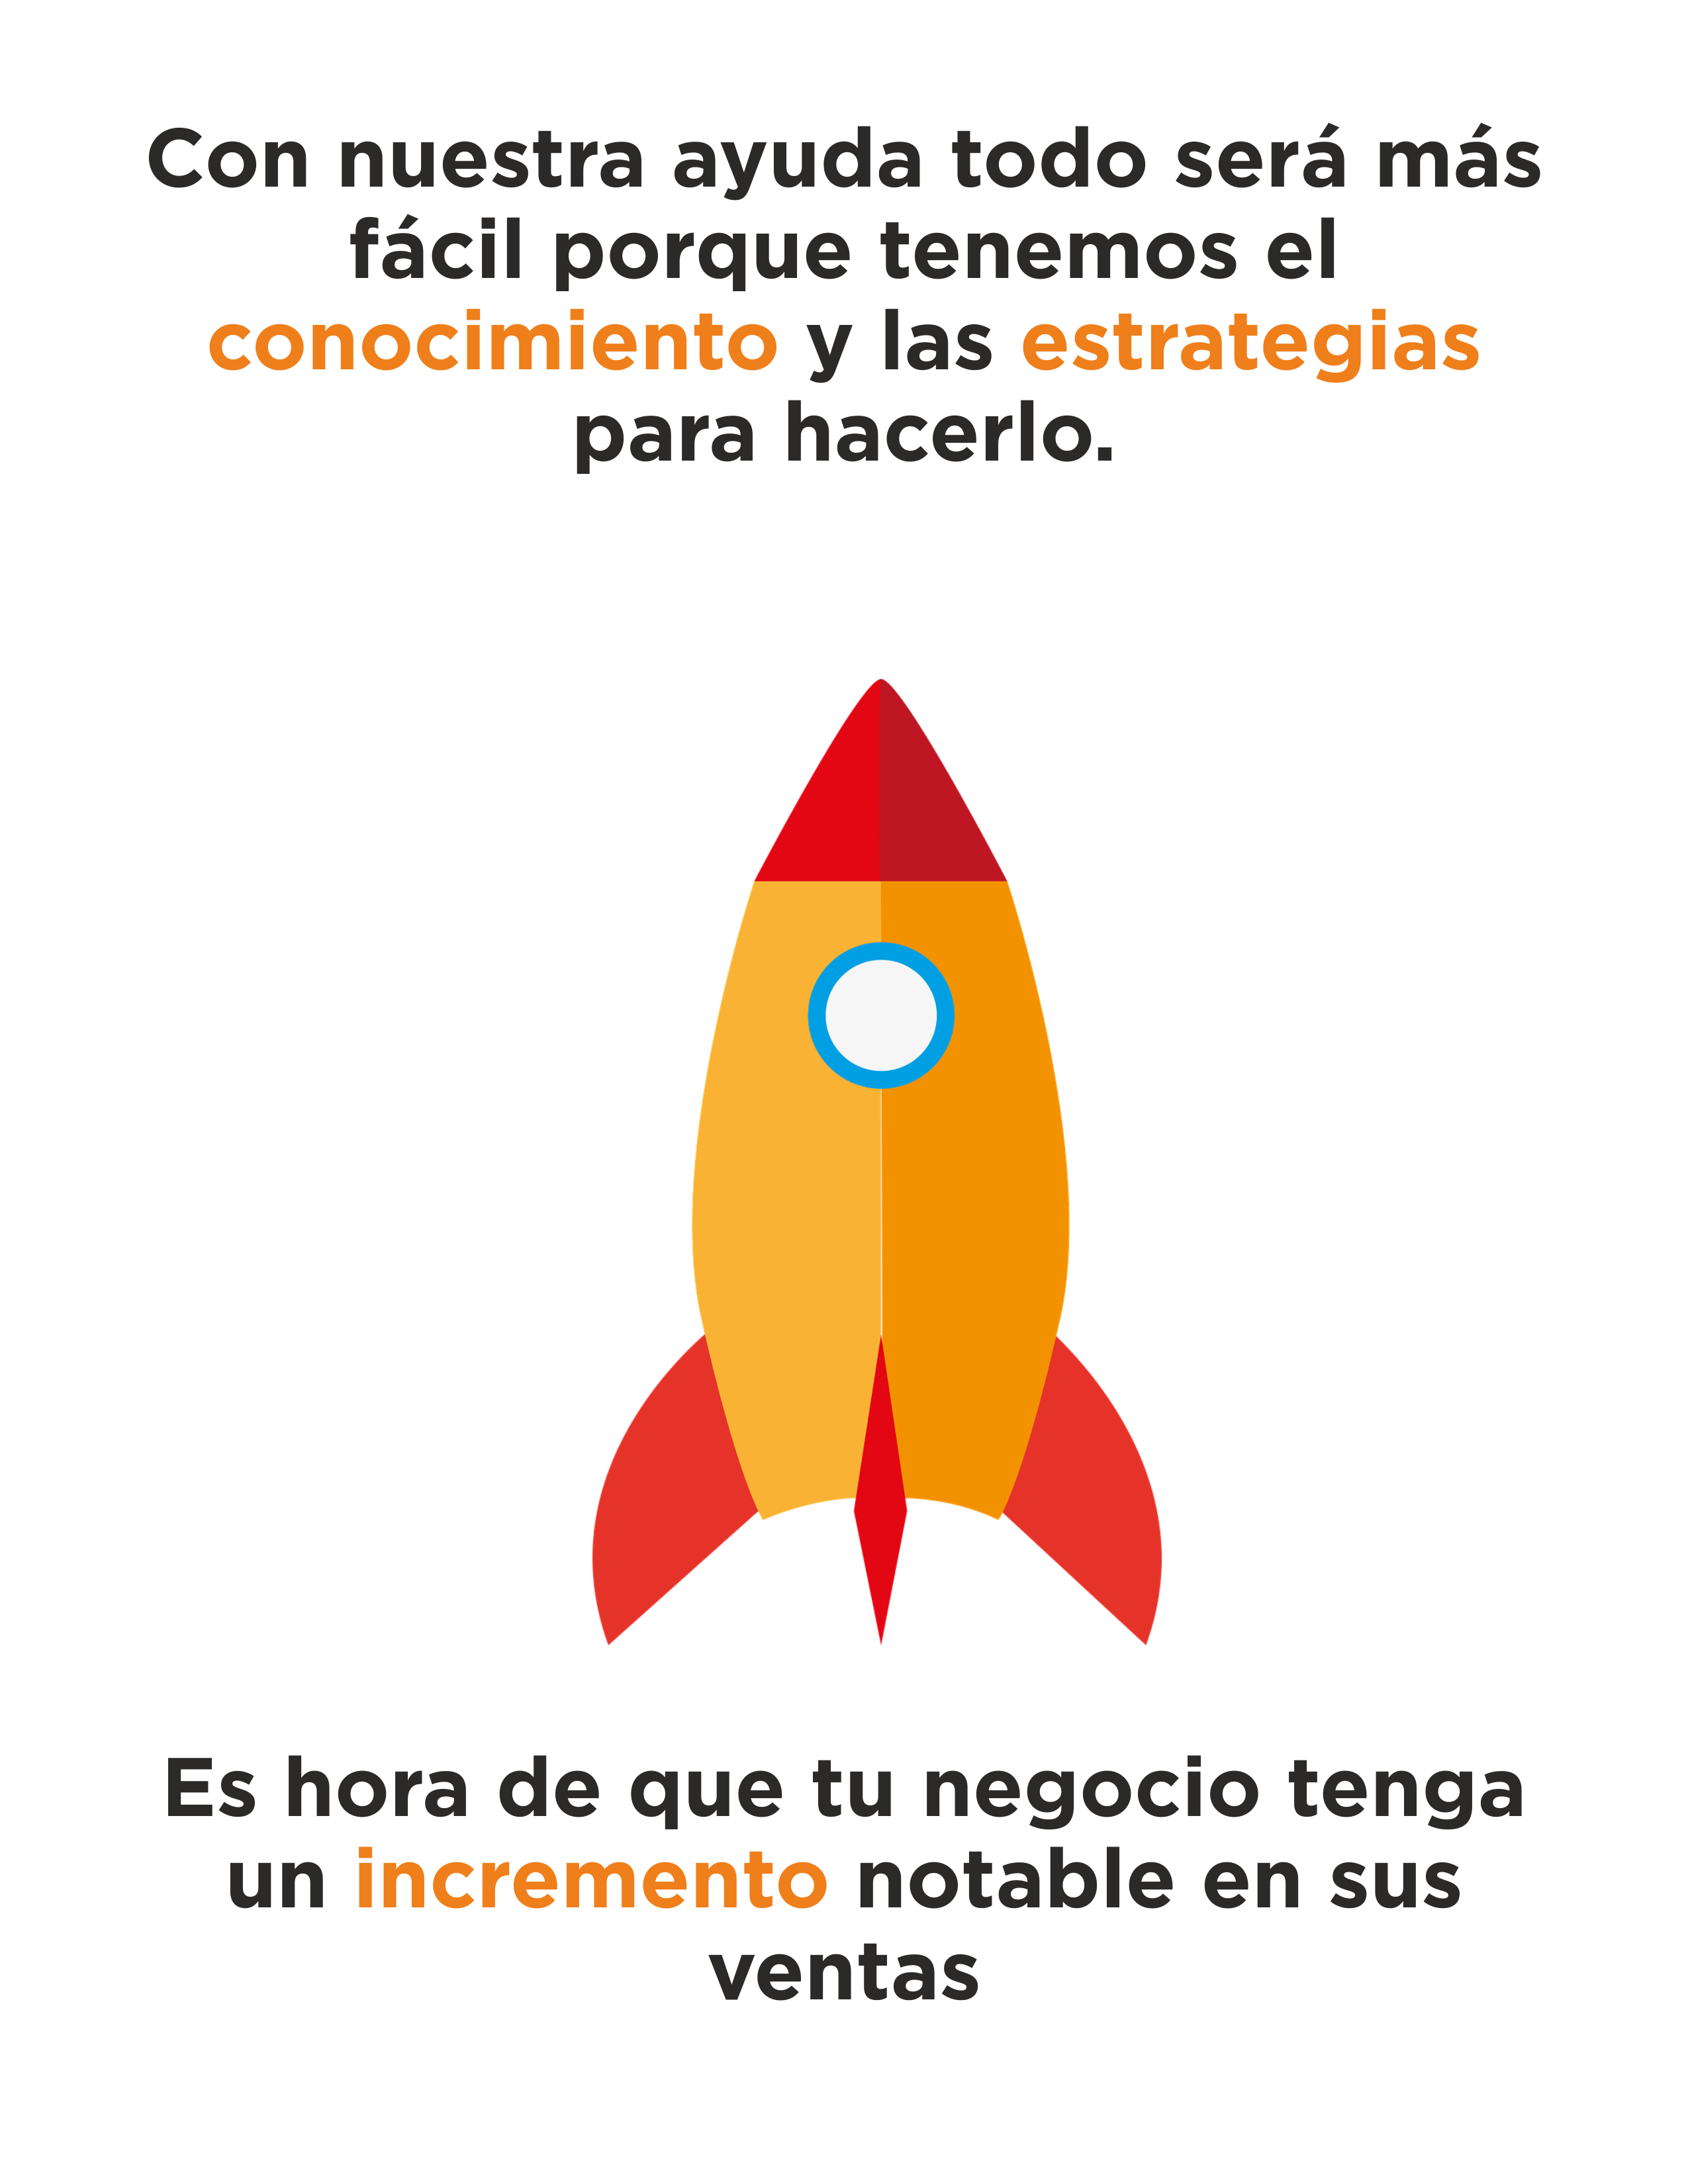 Con nuestra ayuda todo será más
fácil porque tenemos el
conocimiento y las estrategias
para hacerlo.
Es hora de que tu negocio tenga
un incremento notable en sus
ventas